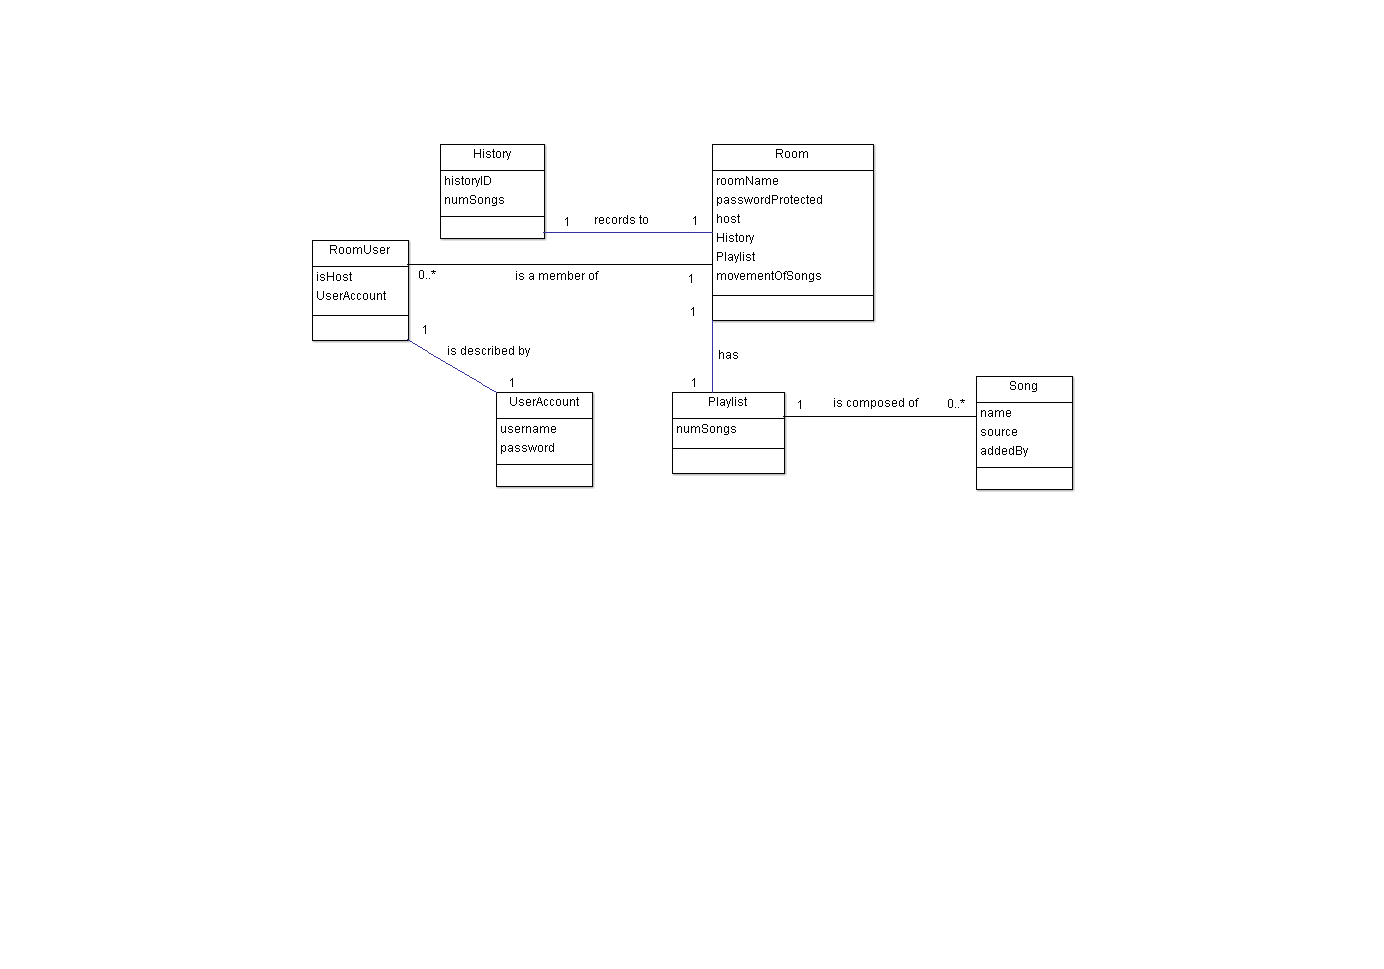 History
historyID
numSongs
Room
roomName
passwordProtected
host
History
Playlist
movementOfSongs
1 records to 1
RoomUser
isHost
UserAccount
0..* is a member of 1
1
is described by
1
1
has
1
UserAccount
username
password
Playlist
numSongs
1 is composed of 0..*
Song
name
source
addedBy